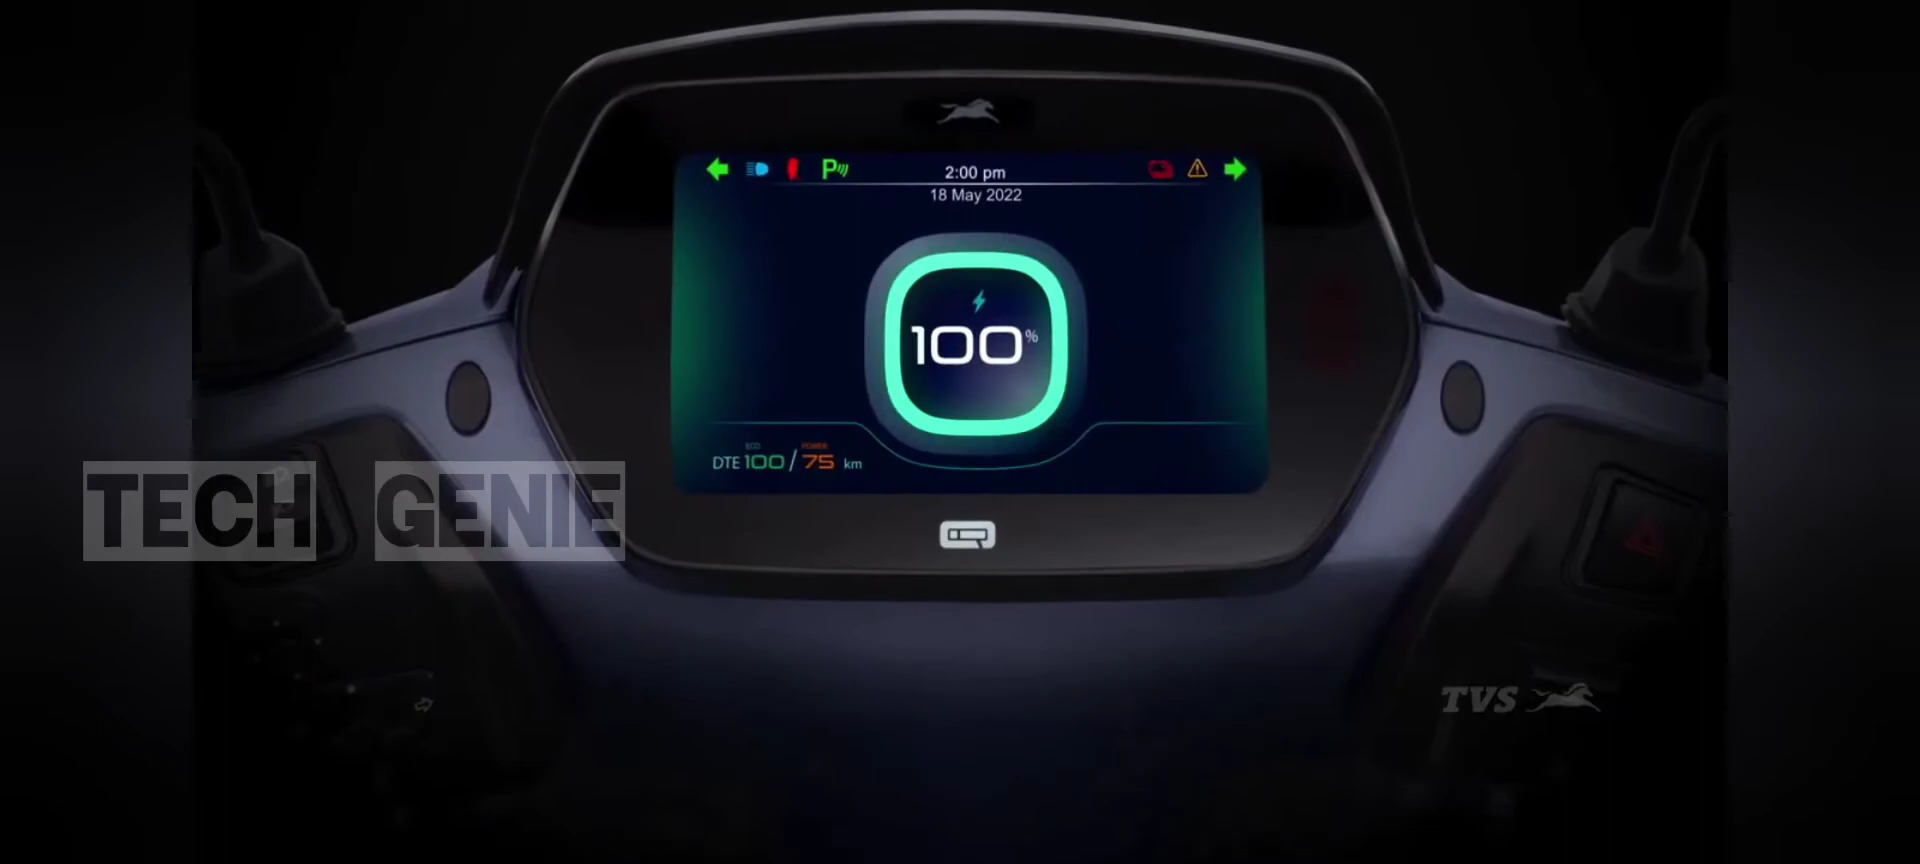 2:00 pm
18 May 2022
100%
ECO POWER
DTE 100 / 75 km
P
TECH GENIE
TVS